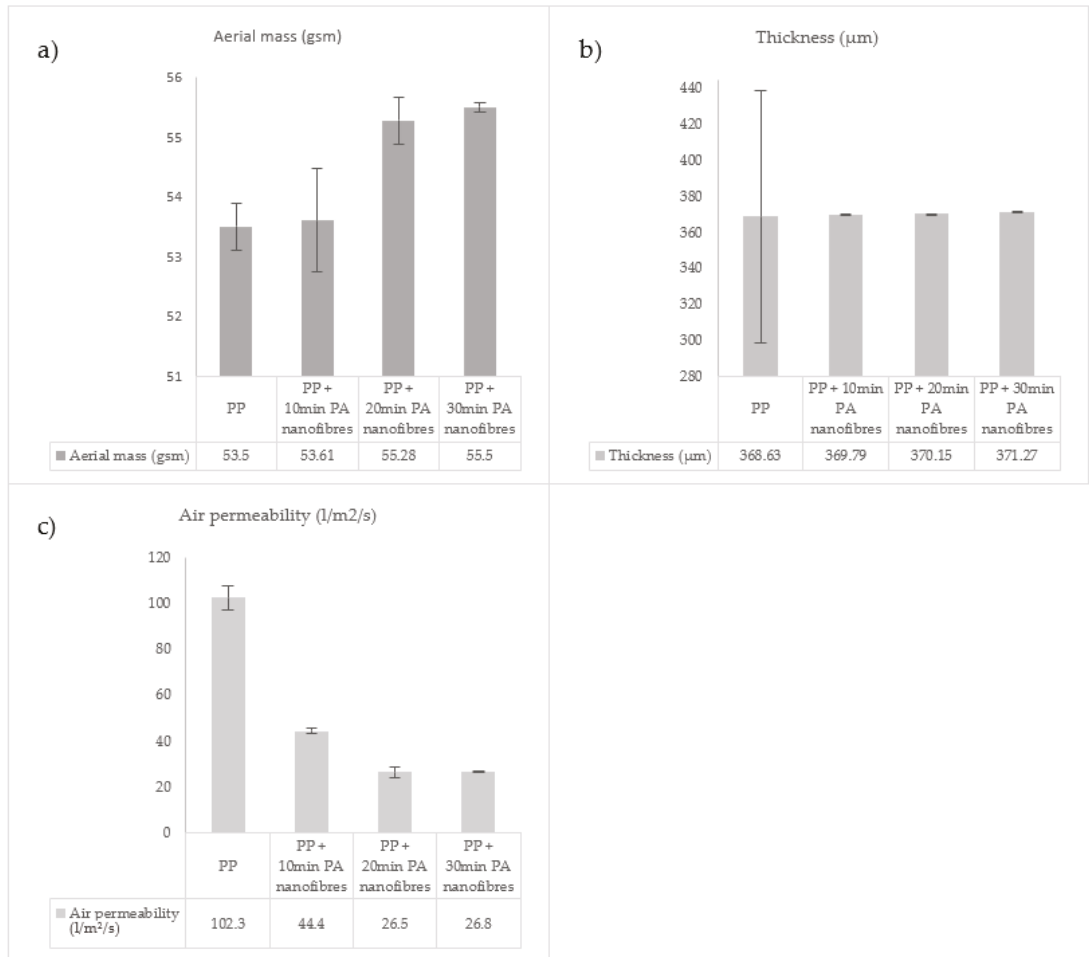 a)
Aerial mass (gsm)
56
55
54
53
52
51
PP
PP +
10min PA
nanofibres
PP +
20min PA
nanofibres
PP +
30min PA
nanofibres
Aerial mass (gsm)
53.5
53.61
55.28
55.5
b)
Thickness (µm)
440
420
400
380
360
340
320
300
280
PP
PP + 10min
PA
nanofibres
PP + 20min
PA
nanofibres
PP + 30min
PA
nanofibres
Thickness (µm)
368.63
369.79
370.15
371.27
c)
Air permeability (l/m2/s)
120
100
80
60
40
20
0
PP
PP +
10min PA
nanofibres
PP +
20min PA
nanofibres
PP +
30min PA
nanofibres
Air permeability
(l/m²/s)
102.3
44.4
26.5
26.8